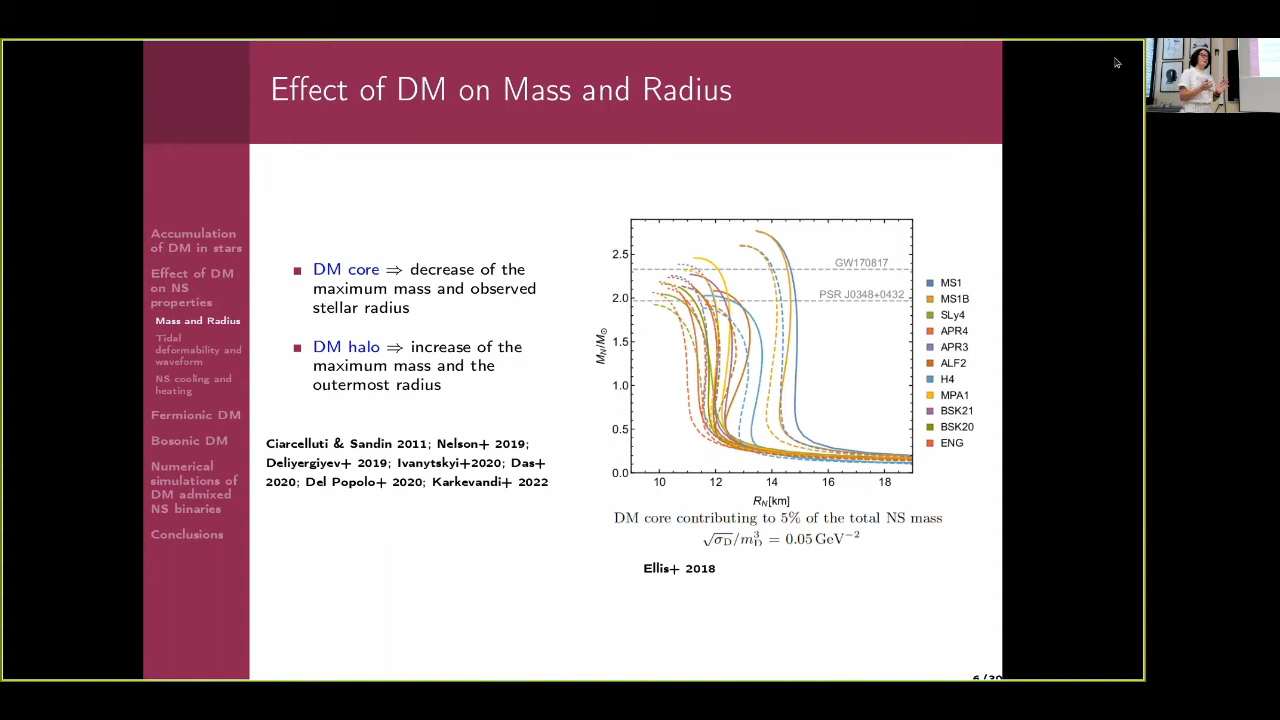 Effect of DM on Mass and Radius
Accumulation
of DM in stars
Effect of DM
on NS
properties
Mass and Radius
Tidal
deformability and
waveform
NS cooling and
heating
Fermionic DM
Bosonic DM
Numerical
simulations of
DM admixed
NS binaries
Conclusions
DM core ⇒ decrease of the
maximum mass and observed
stellar radius
DM halo ⇒ increase of the
maximum mass and the
outermost radius
Ciarcelluti & Sandin 2011; Nelson+ 2019;
Deliyergiyev+ 2019; Ivanytskyi+2020; Das+
2020; Del Popolo+ 2020; Karkevandi+ 2022
M_N/M_⊙
2.5
2.0
1.5
1.0
0.5
0.0
GW170817
PSR J0348+0432
10 12 14 16 18
R_N[km]
MS1
MS1B
SLy4
APR4
APR3
ALF2
H4
MPA1
BSK21
BSK20
ENG
DM core contributing to 5% of the total NS mass
√σ_D/m_D^3 = 0.05 GeV^−2
Ellis+ 2018
6/30